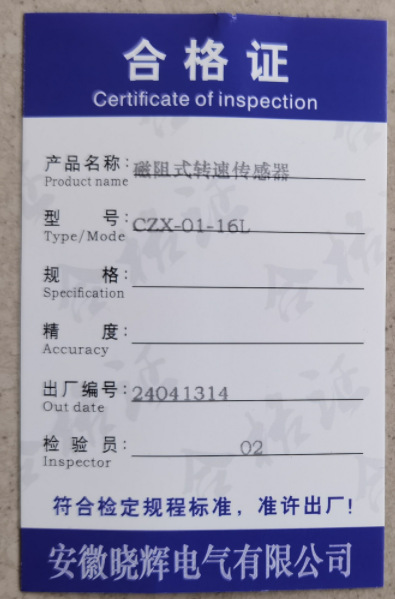 合格证
Certificate of inspection
产品名称：磁阻式转速传感器
Product name
型 号：CZX-01-16L
Type/Mode
规 格：
Specification
精 度：
Accuracy
出厂编号：24041314
Out date
检 验 员：02
Inspector
符合检定规程标准，准许出厂！
安徽晓辉电气有限公司